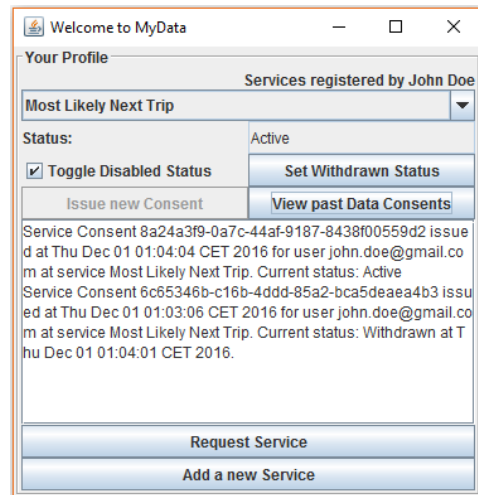 Welcome to MyData
Your Profile
Services registered by John Doe
Most Likely Next Trip
Status:
Active
Toggle Disabled Status
Set Withdrawn Status
Issue new Consent
View past Data Consents
Service Consent 8a24a3f9-0a7c-44af-9187-8438f00559d2 issue
d at Thu Dec 01 01:04:04 CET 2016 for user john.doe@gmail.co
m at service Most Likely Next Trip. Current status: Active
Service Consent 6c65346b-c16b-4ddd-85a2-bca5deaea4b3 issu
ed at Thu Dec 01 01:03:06 CET 2016 for user john.doe@gmail.co
m at service Most Likely Next Trip. Current status: Withdrawn at T
hu Dec 01 01:04:01 CET 2016.
Request Service
Add a new Service